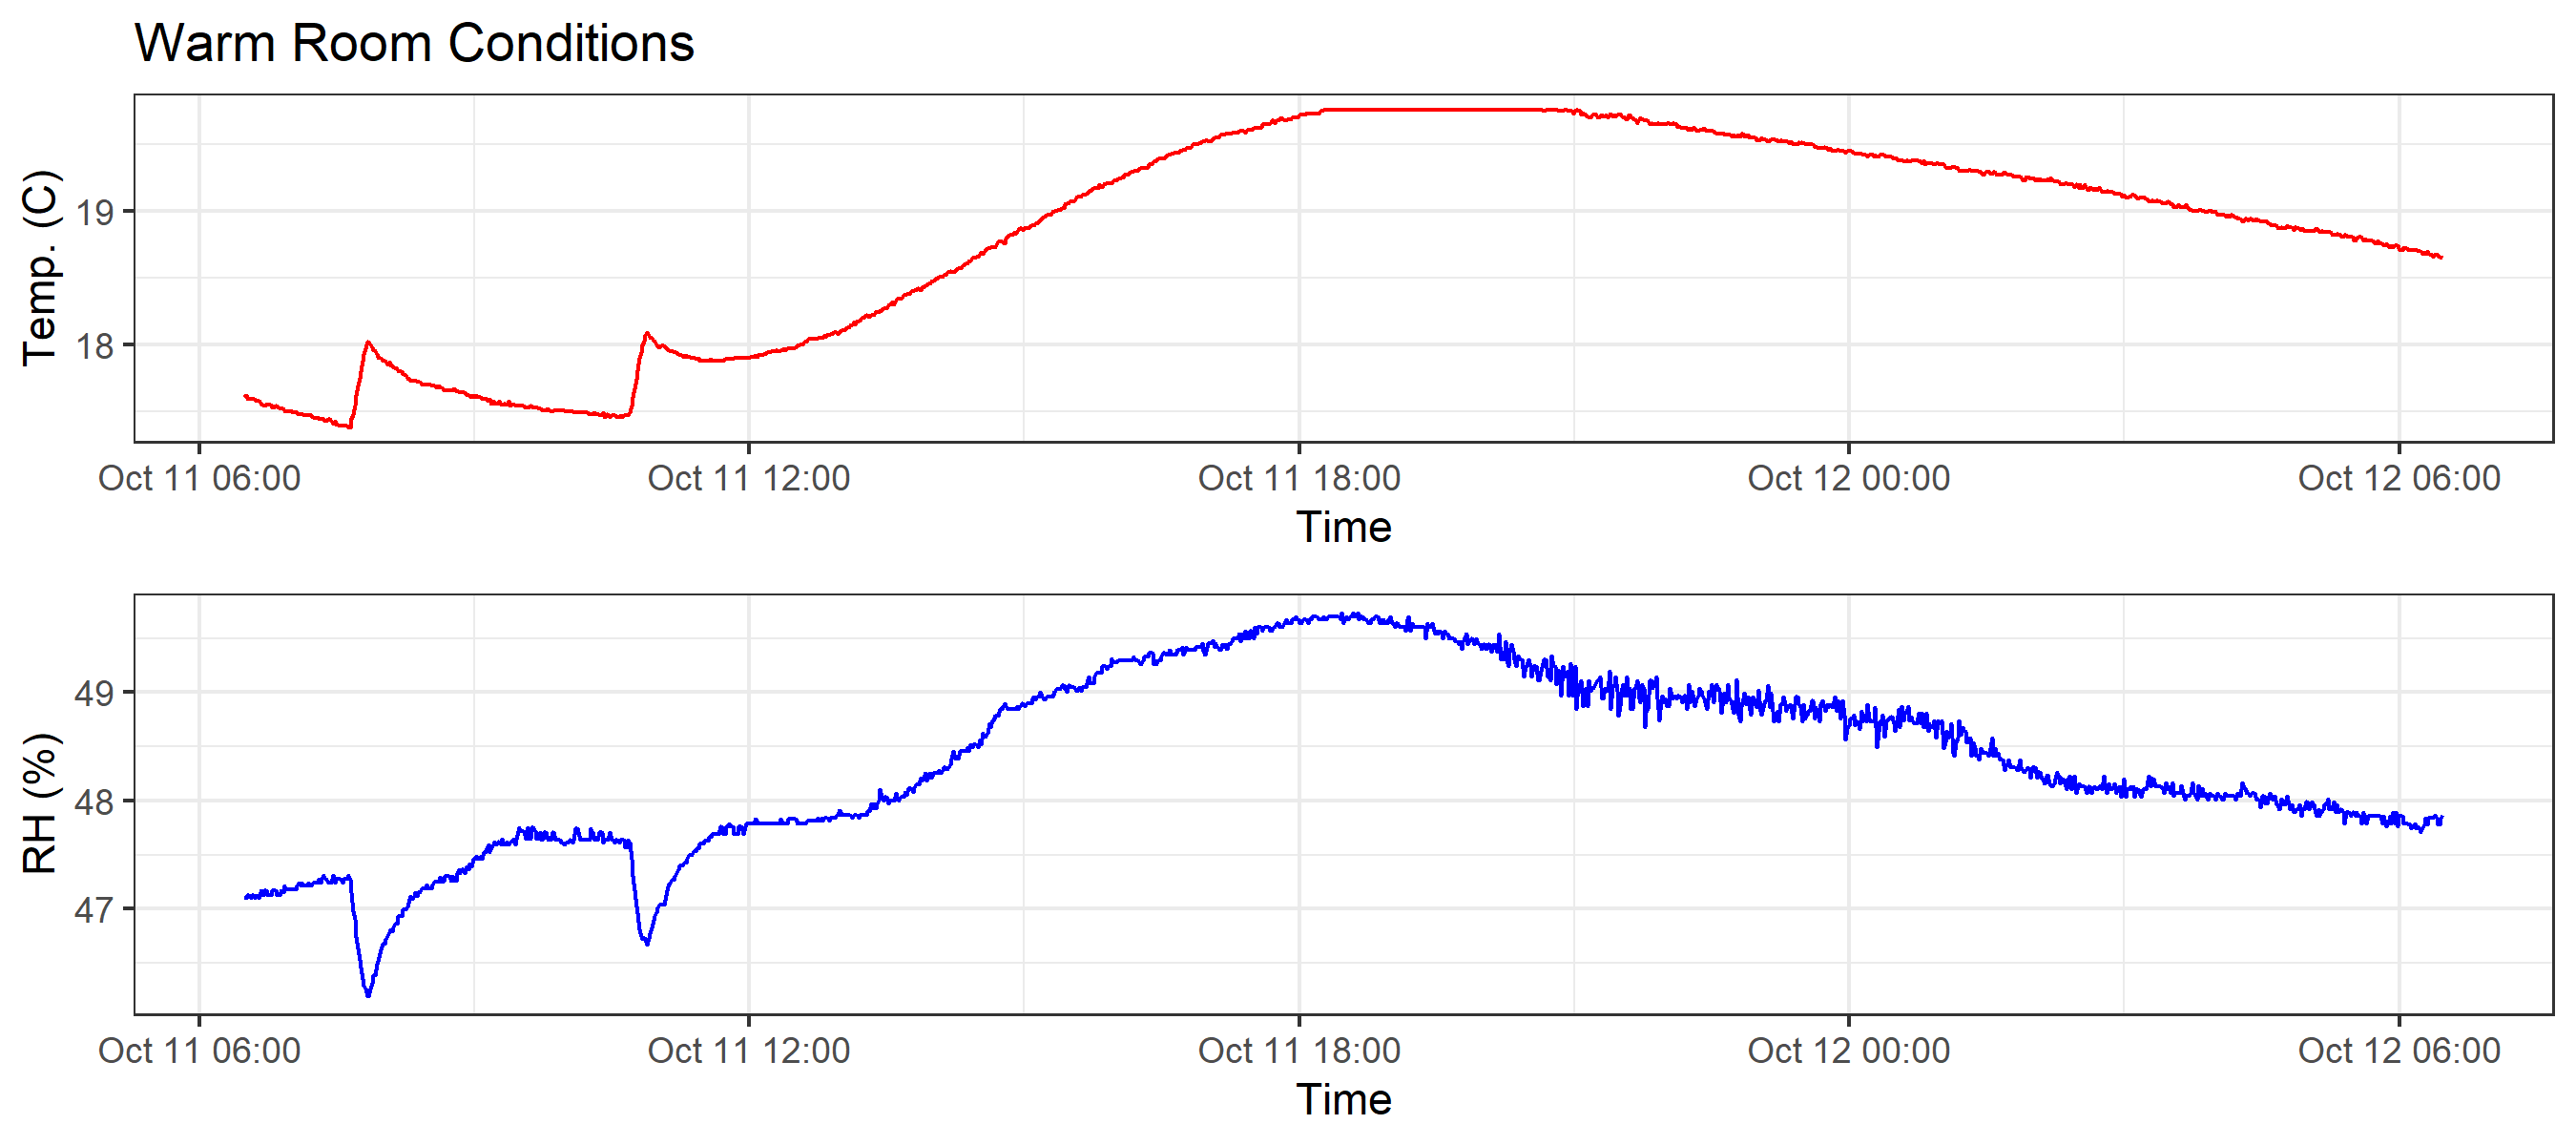 Warm Room Conditions
Temp. (C)
19
18
Oct 11 06:00 Oct 11 12:00 Oct 11 18:00 Oct 12 00:00 Oct 12 06:00
Time
RH (%)
49
48
47
Oct 11 06:00 Oct 11 12:00 Oct 11 18:00 Oct 12 00:00 Oct 12 06:00
Time